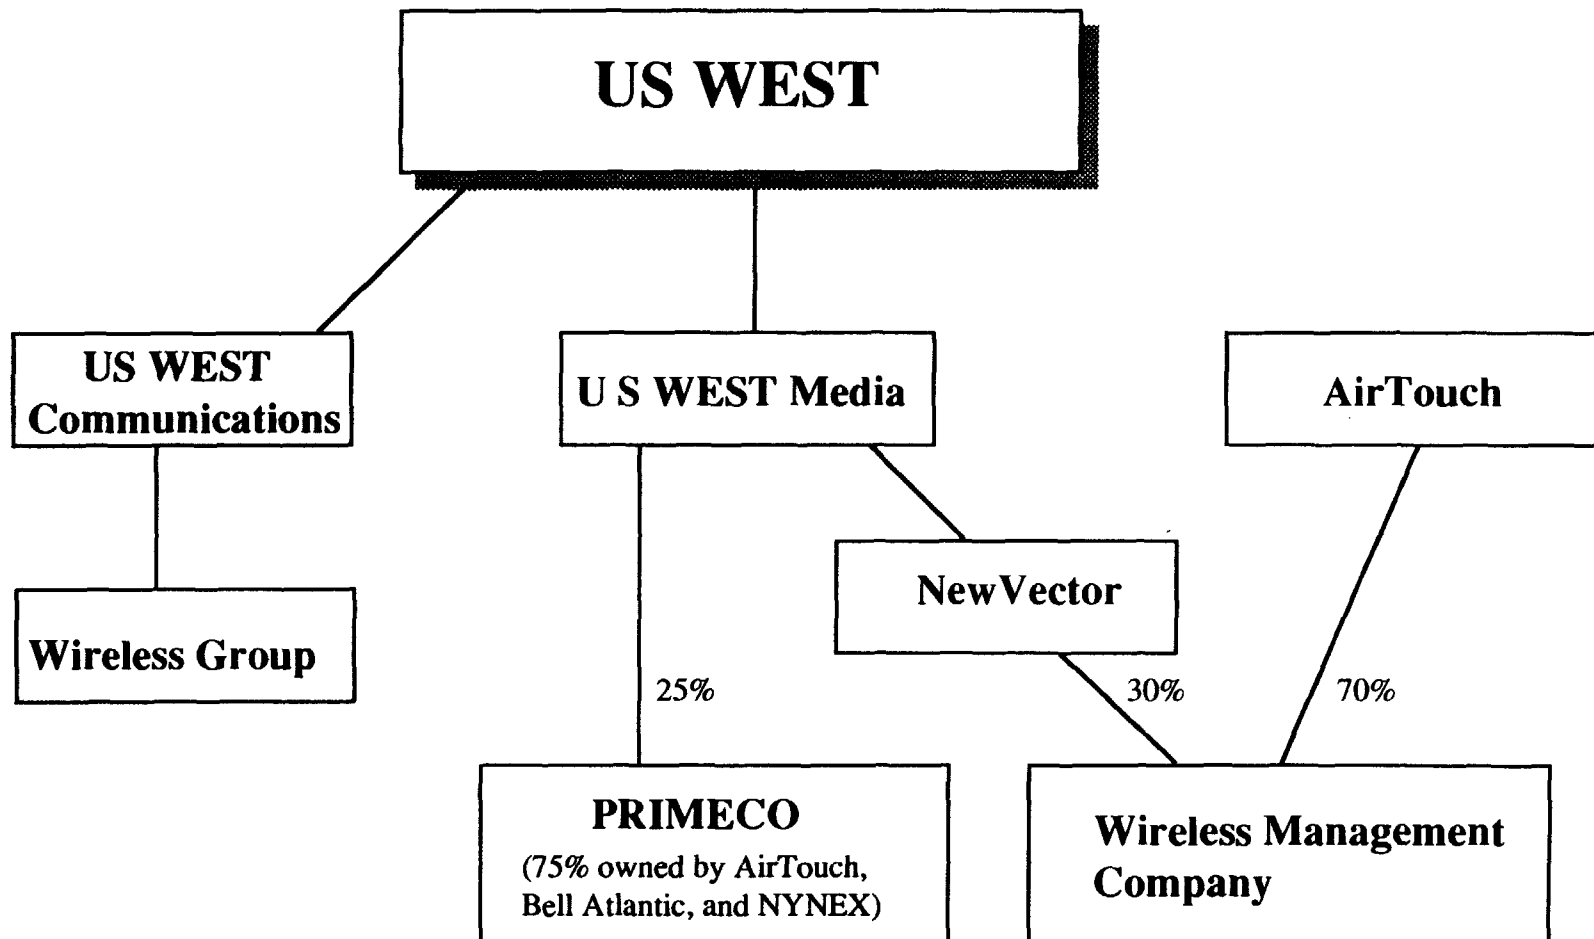 US WEST
US WEST
Communications
U S WEST Media
AirTouch
NewVector
Wireless Group
25%
30%
70%
PRIMECO
(75% owned by AirTouch,
Bell Atlantic, and NYNEX)
Wireless Management
Company